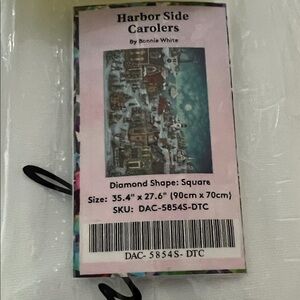 Harbor Side
Carolers
By Bonnie White
Diamond Shape: Square
Size: 35.4" x 27.6" (90cm x 70cm)
SKU: DAC-5854S-DTC
DAC- 5854S- DTC